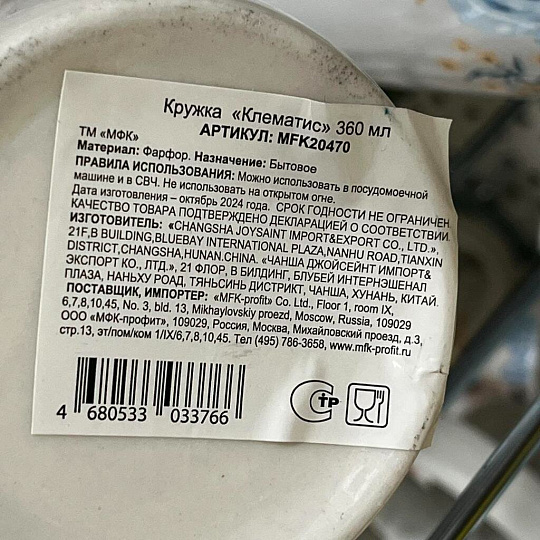 Кружка «Клематис» 360 мл
АРТИКУЛ: MFK20470
ТМ «МФК»
Материал: Фарфор. Назначение: Бытовое
ПРАВИЛА ИСПОЛЬЗОВАНИЯ: Можно использовать в посудомоечной
машине и в СВЧ. Не использовать на открытом огне.
Дата изготовления – октябрь 2024 года. СРОК ГОДНОСТИ НЕ ОГРАНИЧЕН.
КАЧЕСТВО ТОВАРА ПОДТВЕРЖДЕНО ДЕКЛАРАЦИЕЙ О СООТВЕТСТВИИ.
ИЗГОТОВИТЕЛЬ: «CHANGSHA JOYSAINT IMPORT&EXPORT CO., LTD.»,
21F,B BUILDING,BLUEBAY INTERNATIONAL PLAZA,NANHU ROAD,TIANXIN
DISTRICT,CHANGSHA,HUNAN.CHINA. «ЧАНША ДЖОЙСЕЙНТ ИМПОРТ&
ЭКСПОРТ КО., ЛТД.», 21 ФЛОР, В БИЛДИНГ, БЛУБЕЙ ИНТЕРНЭШЕНАЛ
ПЛАЗА, НАНЬХУ РОАД, ТЯНЬСИНЬ ДИСТРИКТ, ЧАНША, ХУНАНЬ, КИТАЙ.
ПОСТАВЩИК, ИМПОРТЕР: «MFK-profit» Co. Ltd., Floor 1, room IX,
6,7,8,10,45, No. 3, bld. 13, Mikhaylovskiy proezd, Moscow, Russia, 109029
ООО «МФК-профит», 109029, Россия, Москва, Михайловский проезд, д.3,
стр.13, эт/пом/ком 1/IX/6,7,8,10,45. Тел (495) 786-3658, www.mfk-profit.ru
4 680533 033766
СТР